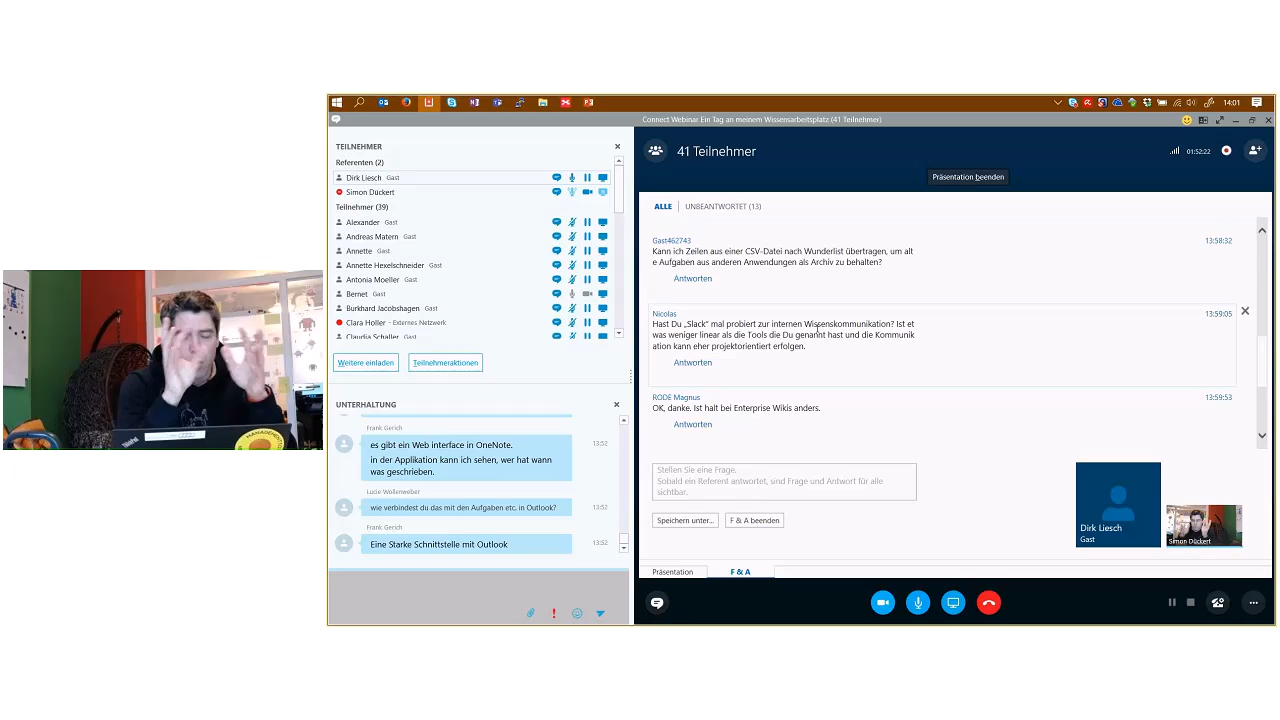 14:01
Connect Webinar Ein Tag an meinem Wissensarbeitsplatz (41 Teilnehmer)
TEILNEHMER
Referenten (2)
Dirk Liesch Gast
Simon Dückert
Teilnehmer (39)
Alexander Gast
Andreas Matern Gast
Annette Gast
Annette Hexelschneider Gast
Antonia Moeller Gast
Bernet Gast
Burkhard Jacobshagen Gast
Clara Holler - Externes Netzwerk
Claudia Schaller Gast
Weitere einladen
Teilnehmeraktionen
UNTERHALTUNG
Frank Gerich
es gibt ein Web interface in OneNote.
13:52
in der Applikation kann ich sehen, wer hat wann
was geschrieben.
Lucie Wollenweber
wie verbindest du das mit den Aufgaben etc. in Outlook?
13:52
Frank Gerich
Eine Starke Schnittstelle mit Outlook
13:52
41 Teilnehmer
01:52:22
Präsentation beenden
ALLE
UNBEANTWORTET (13)
Gast462743
13:58:32
Kann ich Zeilen aus einer CSV-Datei nach Wunderlist übertragen, um alt
e Aufgaben aus anderen Anwendungen als Archiv zu behalten?
Antworten
Nicolas
13:59:05
Hast Du „Slack“ mal probiert zur internen Wissenskommunikation? Ist et
was weniger linear als die Tools die Du genannt hast und die Kommunik
ation kann eher projektorientiert erfolgen.
Antworten
RODE Magnus
13:59:53
OK, danke. Ist halt bei Enterprise Wikis anders.
Antworten
Stellen Sie eine Frage.
Sobald ein Referent antwortet, sind Frage und Antwort für alle
sichtbar.
Speichern unter...
F & A beenden
Dirk Liesch
Gast
Simon Dückert
Präsentation
F & A